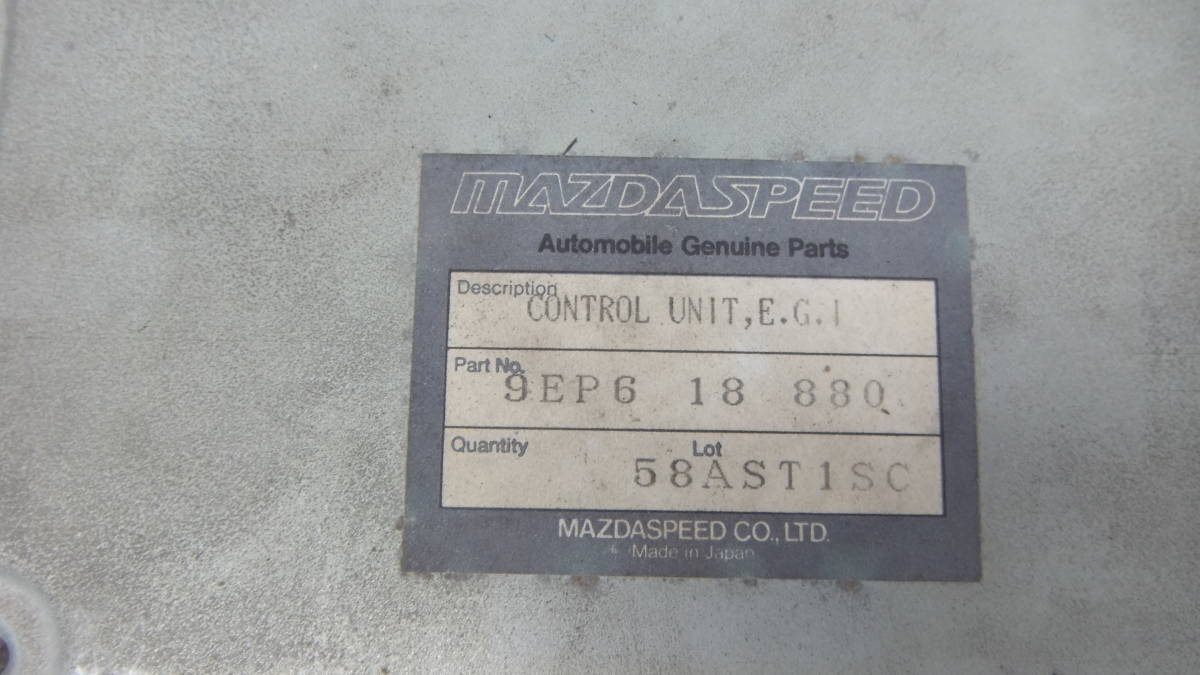 MAZDASPEED
Automobile Genuine Parts
Description
CONTROL UNIT,E.G.I
Part No.
9EP6 18 880
Quantity Lot
58AST1SC
MAZDASPEED CO., LTD.
Made in Japan